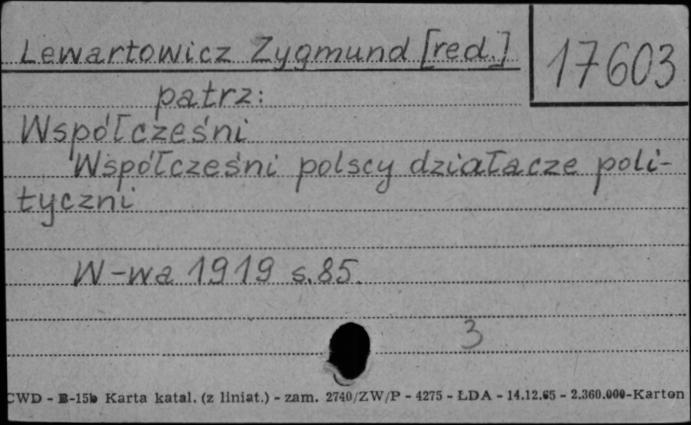 Lewartowicz Zygmund [red.]
17603
patrz:
Współcześni
Współcześni polscy działacze poli-
tyczni
W-wa 1919 s.85.
3
CWD - B-15b Karta katal. (z liniat.) - zam. 2740/ZW/P - 4275 - LDA - 14.12.65 - 2.360.000-Karton